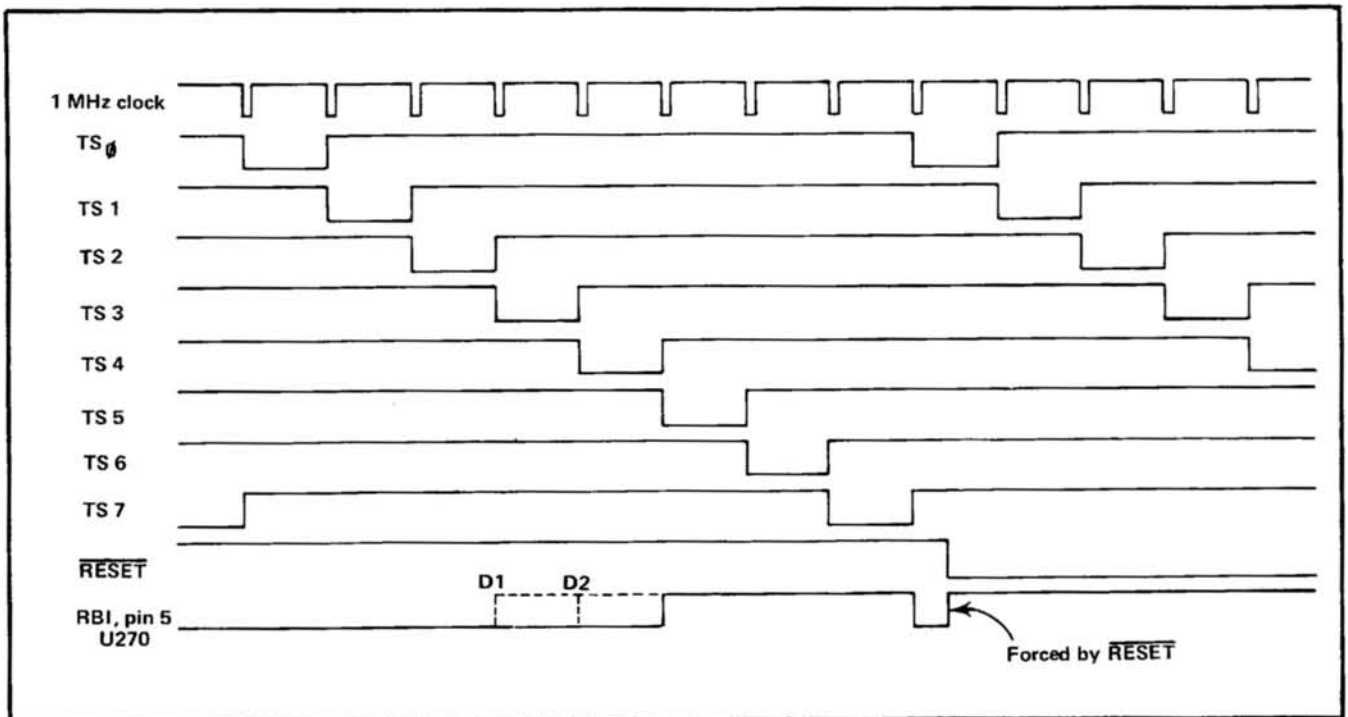 1 MHz clock
TSø
TS 1
TS 2
TS 3
TS 4
TS 5
TS 6
TS 7
RESET
D1 D2
RBI, pin 5
U270
Forced by RESET